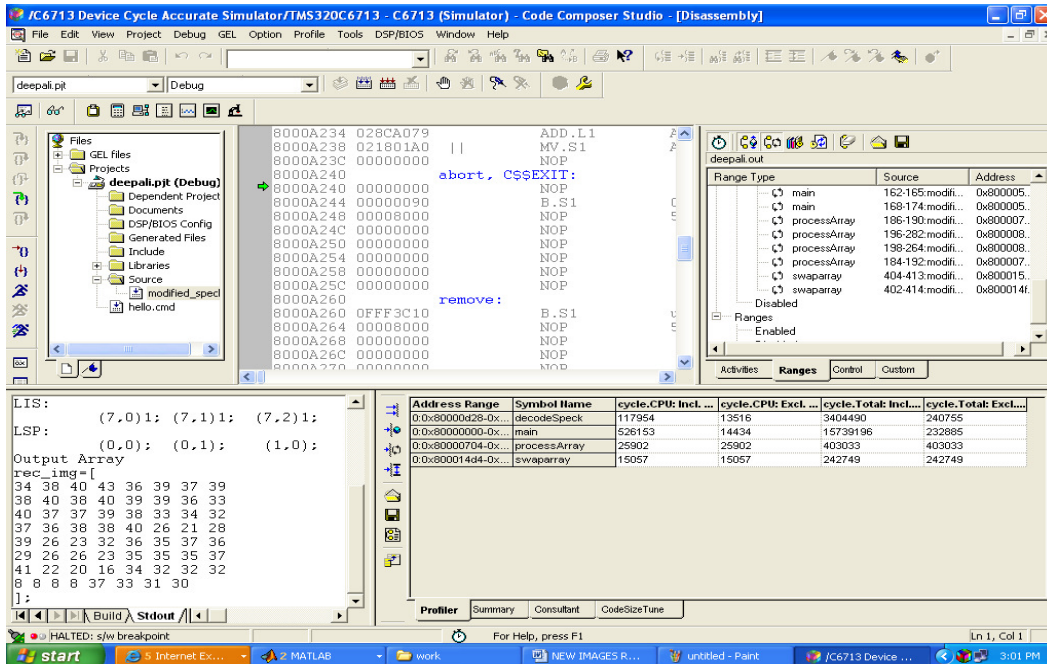 /C6713 Device Cycle Accurate Simulator/TMS320C6713 - C6713 (Simulator) - Code Composer Studio - [Disassembly]
File Edit View Project Debug GEL Option Profile Tools DSP/BIOS Window Help
deepali.pjt Debug
Files
GEL files
Projects
deepali.pjt (Debug)
Dependent Project
Documents
DSP/BIOS Config
Generated Files
Include
Libraries
Source
modified_specl
hello.cmd
8000A234 028CA079 ADD.L1
8000A238 021801A0 || MV.S1
8000A23C 00000000 NOP
8000A240 abort, C$$EXIT:
8000A240 00000000 NOP
8000A244 00000090 B.S1
8000A248 00008000 NOP 5
8000A24C 00000000 NOP
8000A250 00000000 NOP
8000A254 00000000 NOP
8000A258 00000000 NOP
8000A25C 00000000 NOP
8000A260 remove:
8000A260 0FFF3C10 B.S1
8000A264 00008000 NOP 5
8000A268 00000000 NOP
8000A26C 00000000 NOP
8000A270 00000000 NOP
deepali.out
Range Type Source Address
main 162-165:modifi... 0x800005..
main 168-174:modifi... 0x800005..
processArray 186-190:modifi... 0x800007..
processArray 196-282:modifi... 0x800008..
processArray 198-264:modifi... 0x800008..
processArray 184-192:modifi... 0x800007..
swaparray 404-413:modifi... 0x800015..
swaparray 402-414:modifi... 0x800014f.
Disabled
Ranges
Enabled
Activities Ranges Control Custom
LIS:
(7,0)1; (7,1)1; (7,2)1;
LSP:
(0,0); (0,1); (1,0);
Output Array
rec_img=[
34 38 40 43 36 39 37 39
38 40 38 40 39 39 36 33
40 37 37 39 38 33 34 32
37 36 38 38 40 26 21 28
39 26 23 32 36 35 37 36
29 26 26 23 35 35 35 37
41 22 20 16 34 32 32 32
8 8 8 8 37 33 31 30
];
Build Stdout
Address Range Symbol Name cycle.CPU: Incl. ... cycle.CPU: Excl. ... cycle.Total: Incl.... cycle.Total: Excl....
0:0x80000d28-0x... decodeSpeck 117954 13516 3404490 240755
0:0x80000000-0x... main 526153 14434 15739196 232885
0:0x80000704-0x... processArray 25902 25902 403033 403033
0:0x800014d4-0x... swaparray 15057 15057 242749 242749
Profiler Summary Consultant CodeSizeTune
HALTED: s/w breakpoint For Help, press F1 Ln 1, Col 1
start 5 Internet Ex... 2 MATLAB work NEW IMAGES R... untitled - Paint /C6713 Device ... 3:01 PM